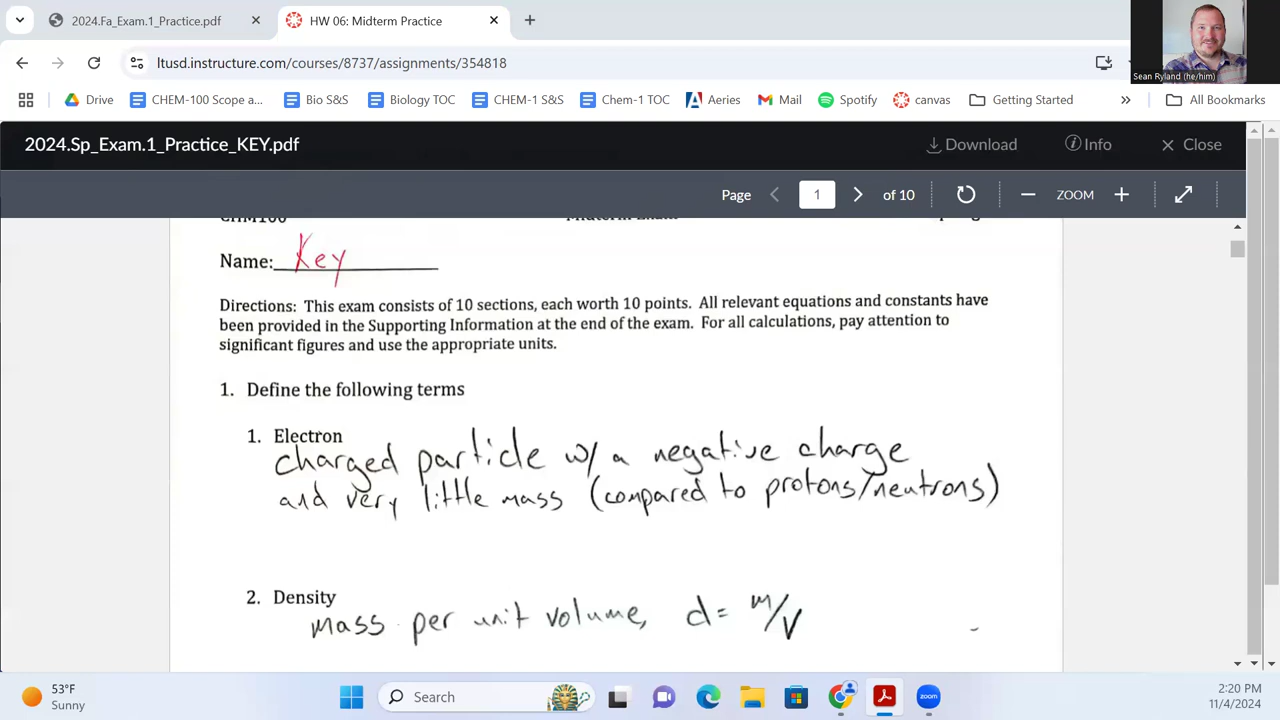 2024.Fa_Exam.1_Practice.pdf
HW 06: Midterm Practice
ltusd.instructure.com/courses/8737/assignments/354818
Sean Ryland (he/him)
Drive CHEM-100 Scope a... Bio S&S Biology TOC CHEM-1 S&S Chem-1 TOC Aeries Mail Spotify canvas Getting Started » All Bookmarks
2024.Sp_Exam.1_Practice_KEY.pdf Download Info Close
Page 1 of 10 ZOOM
CHM100 Midterm Exam
Name: Key
Directions: This exam consists of 10 sections, each worth 10 points. All relevant equations and constants have
been provided in the Supporting Information at the end of the exam. For all calculations, pay attention to
significant figures and use the appropriate units.
1. Define the following terms
1. Electron
charged particle w/ a negative charge
and very little mass (compared to protons/neutrons)
2. Density
mass per unit volume, d = m/V
53°F
Sunny
Search
zoom
2:20 PM
11/4/2024